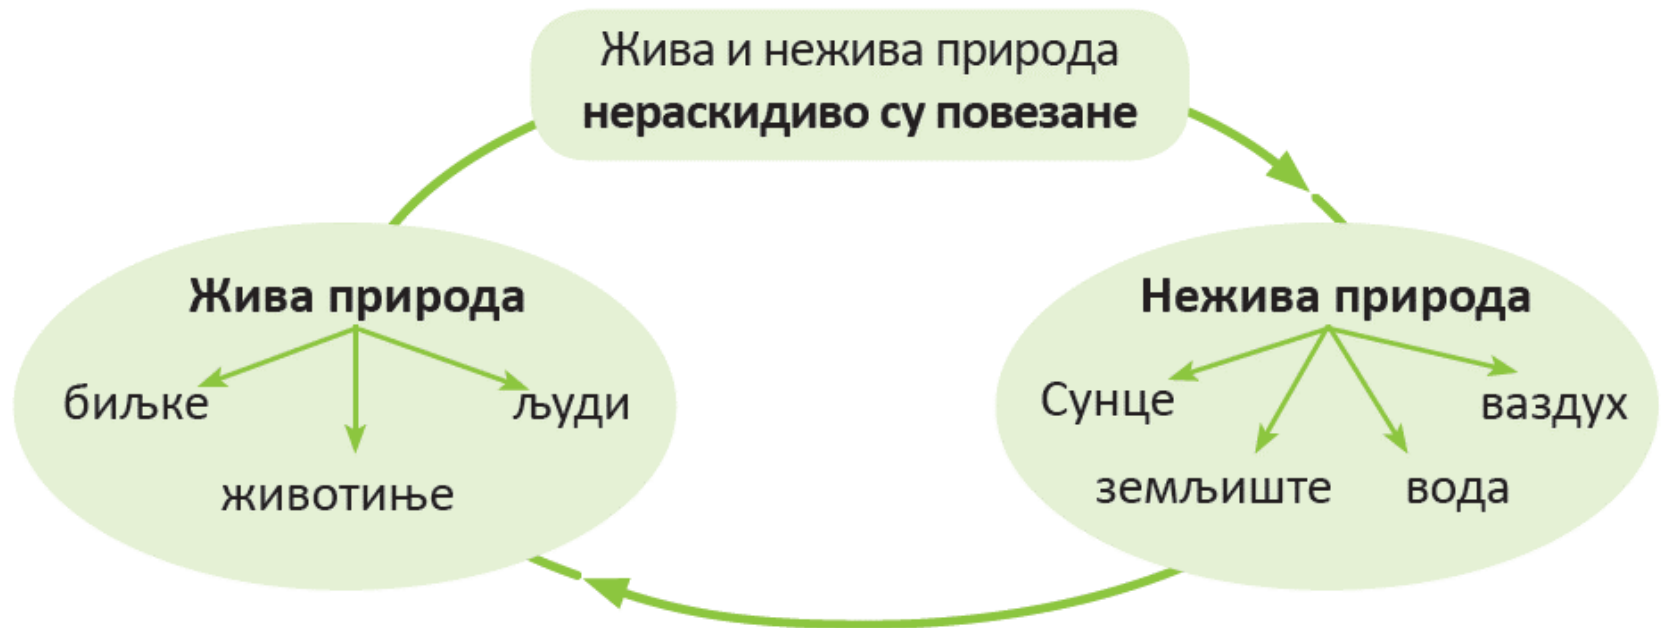 Жива и нежива природа
нераскидиво су повезане
Жива природа
биљке
људи
животиње
Нежива природа
Сунце
ваздух
земљиште
вода